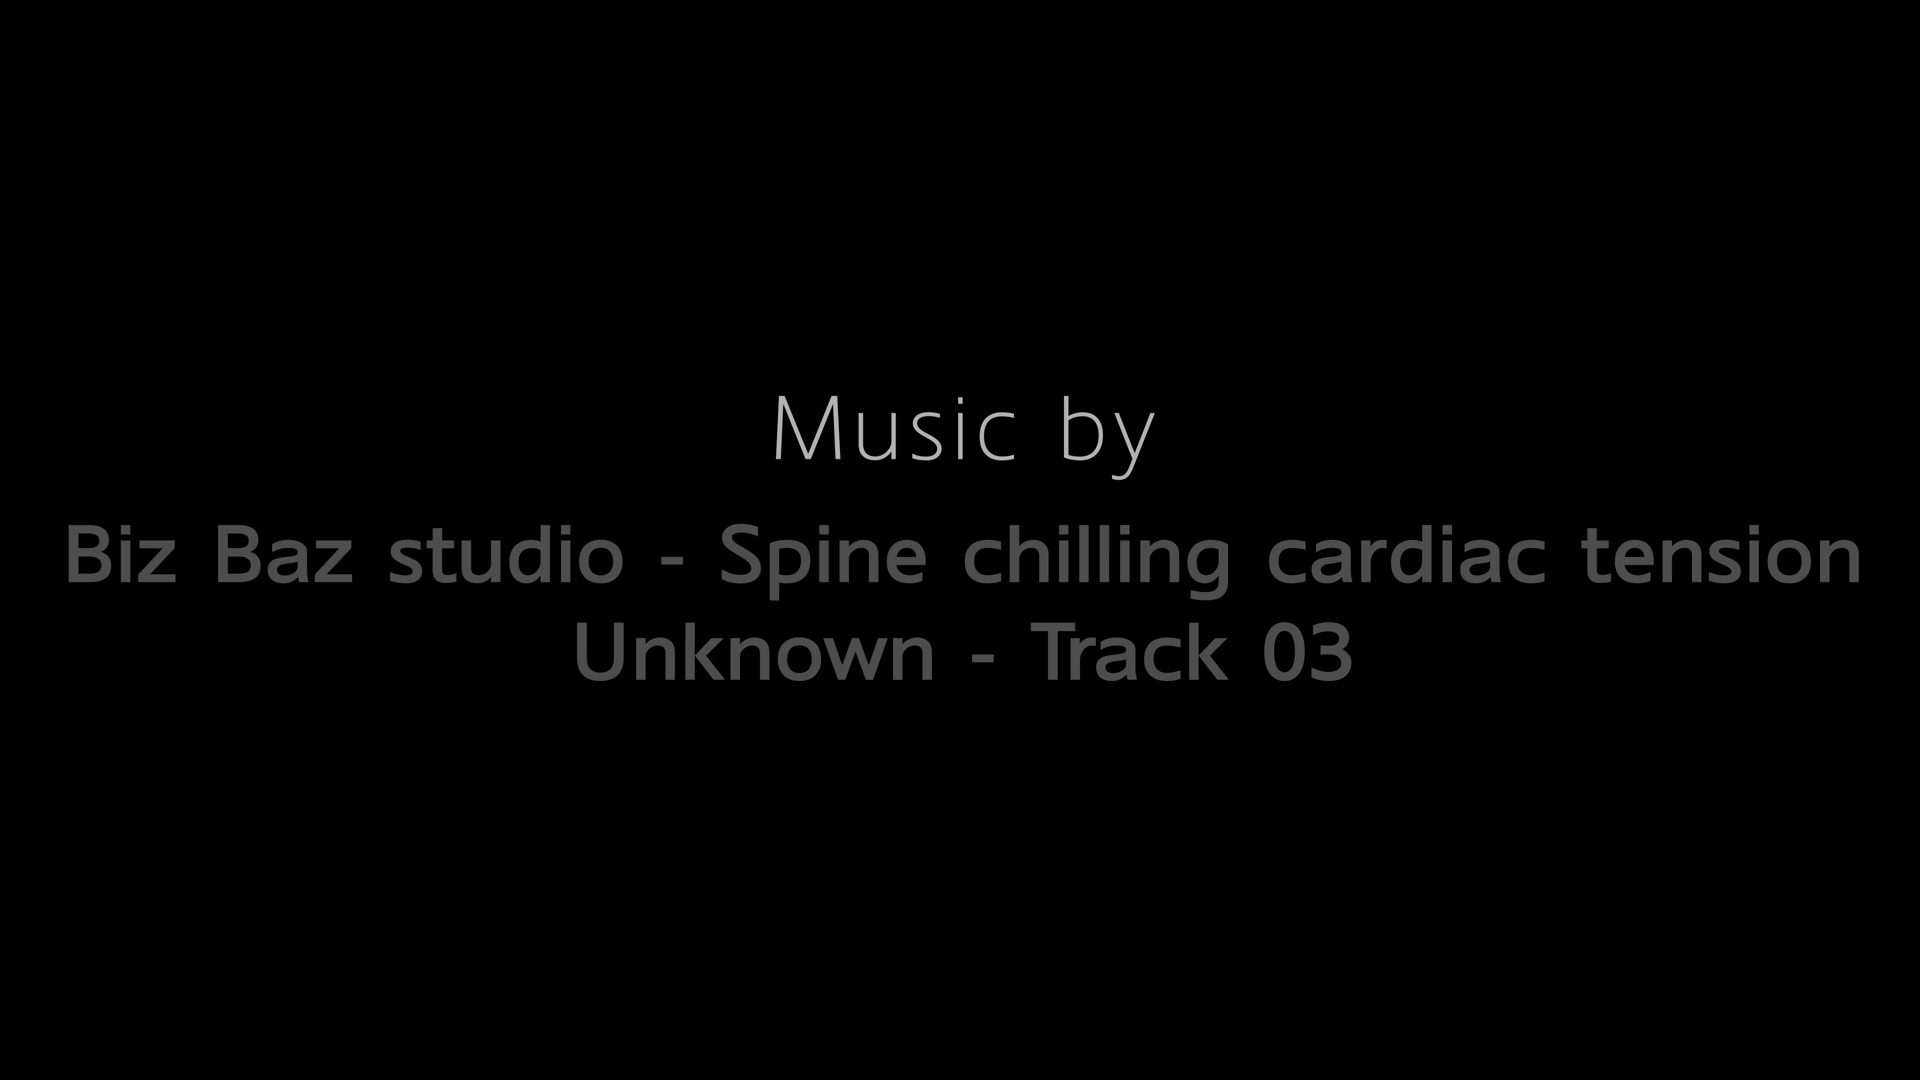 Music by
Biz Baz studio - Spine chilling cardiac tension
Unknown - Track 03